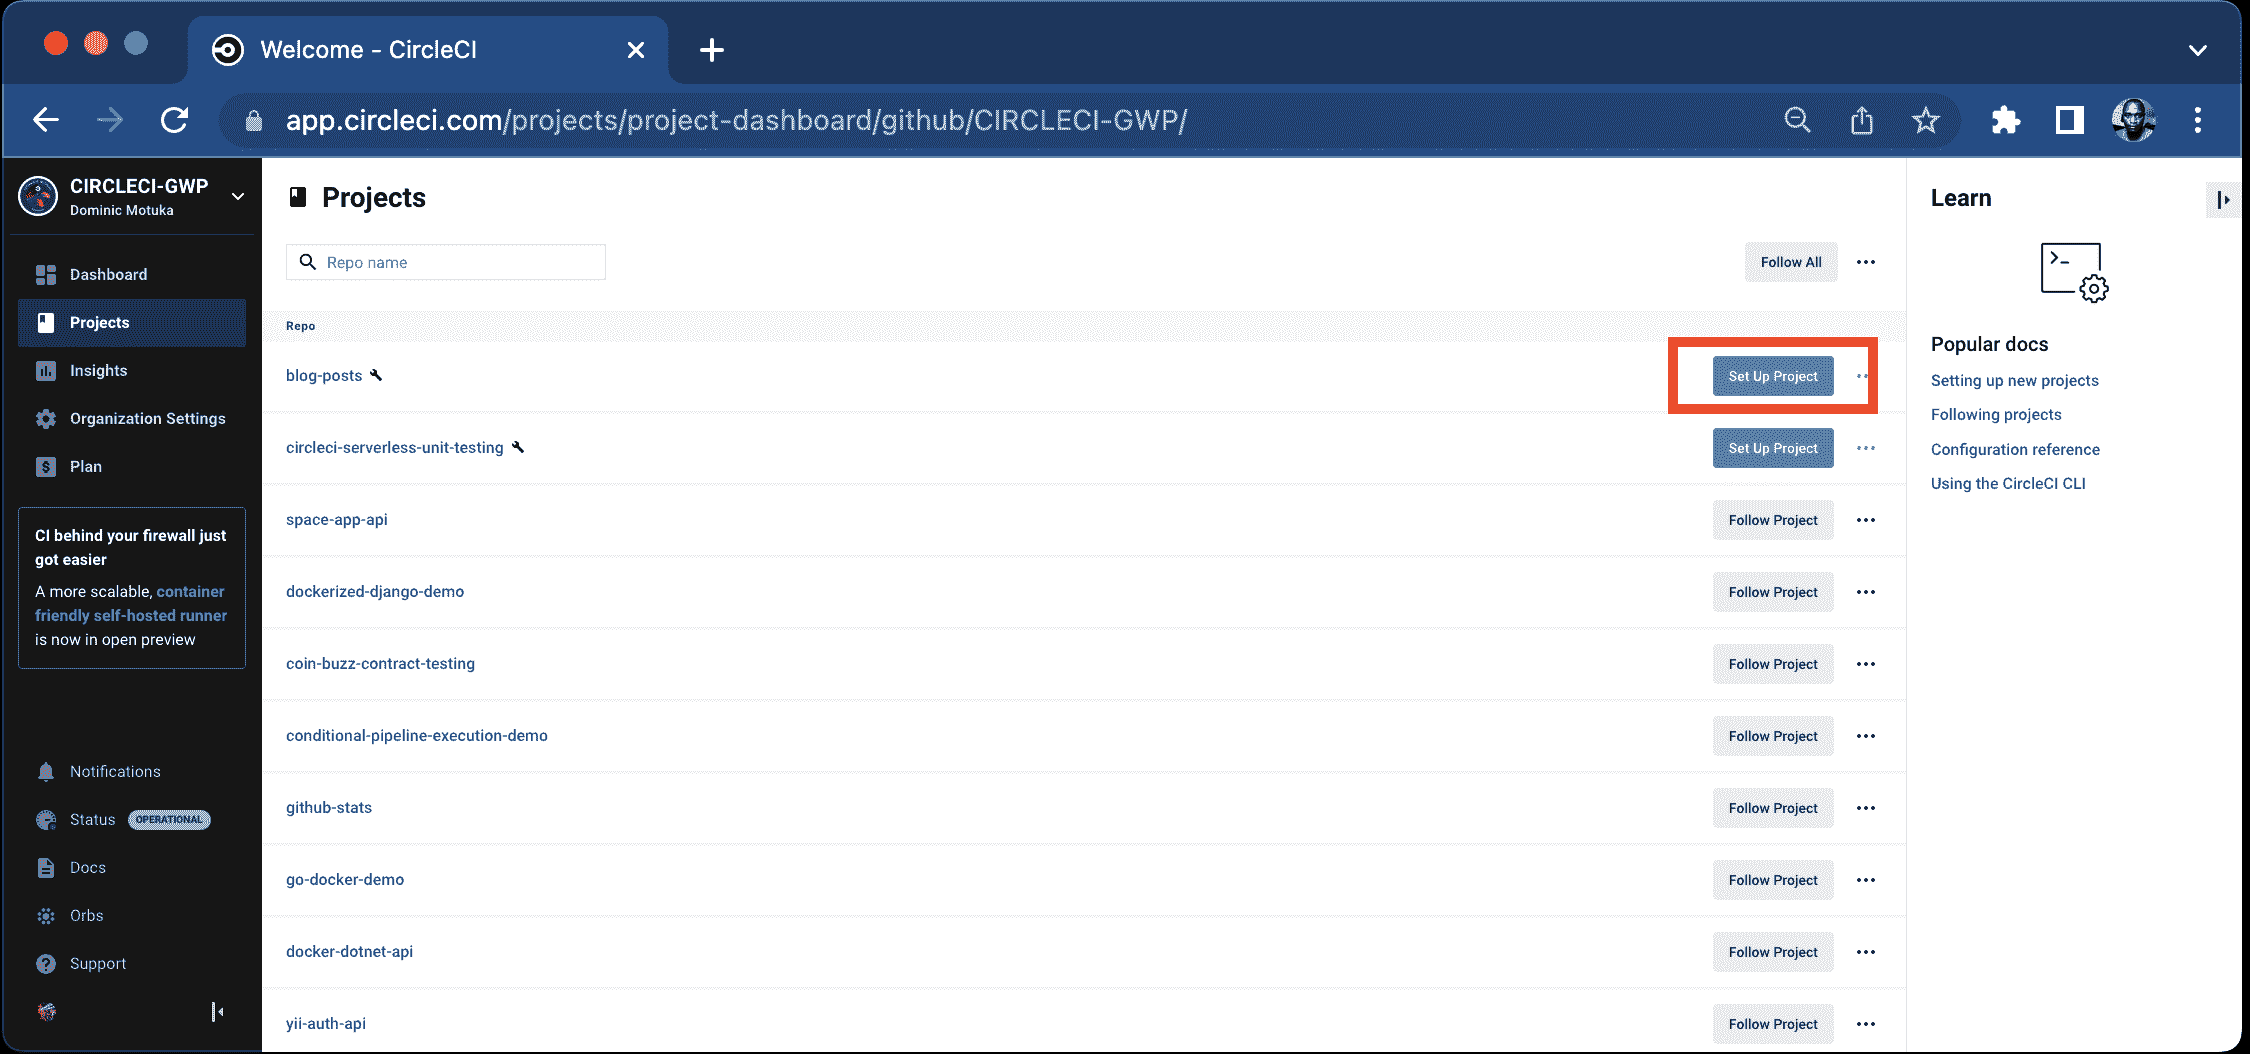 Welcome - CircleCI
app.circleci.com/projects/project-dashboard/github/CIRCLECI-GWP/
CIRCLECI-GWP
Dominic Motuka
Dashboard
Projects
Insights
Organization Settings
Plan
CI behind your firewall just
got easier
A more scalable, container
friendly self-hosted runner
is now in open preview
Notifications
Status OPERATIONAL
Docs
Orbs
Support
Projects
Repo name
Follow All
Repo
blog-posts Set Up Project
circleci-serverless-unit-testing Set Up Project
space-app-api Follow Project
dockerized-django-demo Follow Project
coin-buzz-contract-testing Follow Project
conditional-pipeline-execution-demo Follow Project
github-stats Follow Project
go-docker-demo Follow Project
docker-dotnet-api Follow Project
yii-auth-api Follow Project
Learn
Popular docs
Setting up new projects
Following projects
Configuration reference
Using the CircleCI CLI